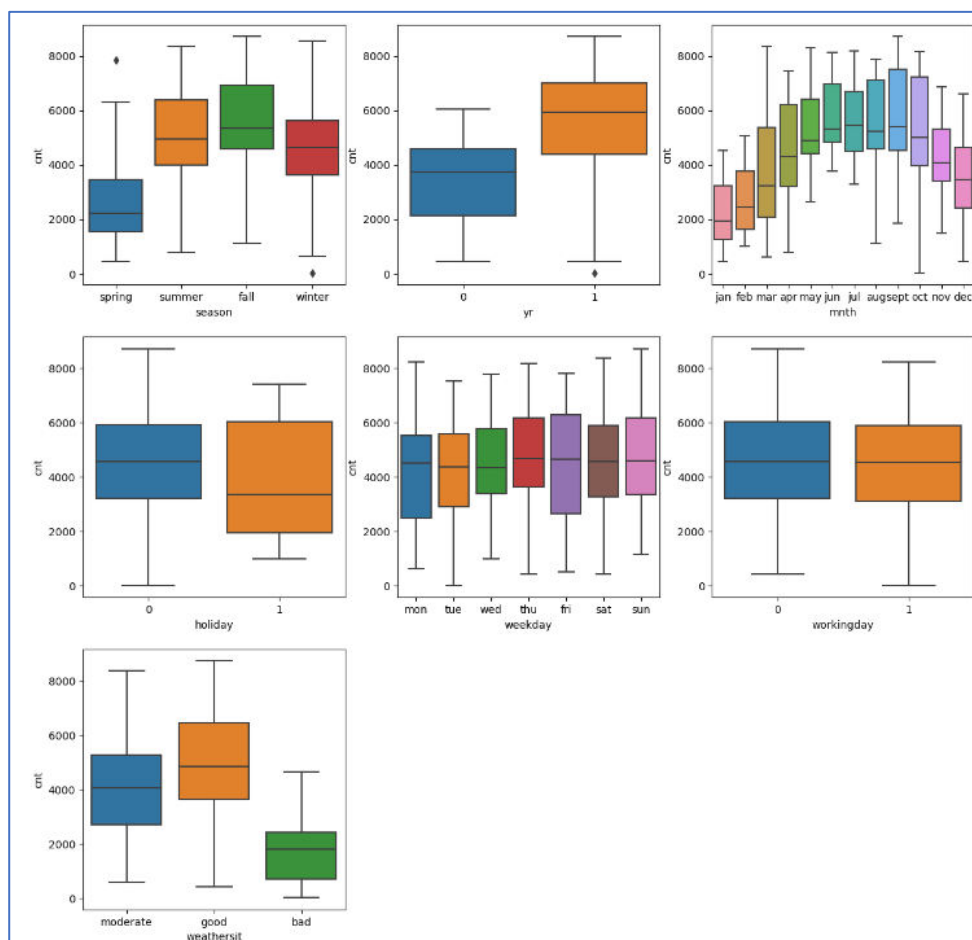 8000
6000
4000
2000
0
cnt
spring summer fall winter
season
8000
6000
4000
2000
0
cnt
0 1
yr
8000
6000
4000
2000
0
cnt
jan feb mar apr may jun jul aug sept oct nov dec
mnth
8000
6000
4000
2000
0
cnt
0 1
holiday
8000
6000
4000
2000
0
cnt
mon tue wed thu fri sat sun
weekday
8000
6000
4000
2000
0
cnt
0 1
workingday
8000
6000
4000
2000
0
cnt
moderate good bad
weathersit